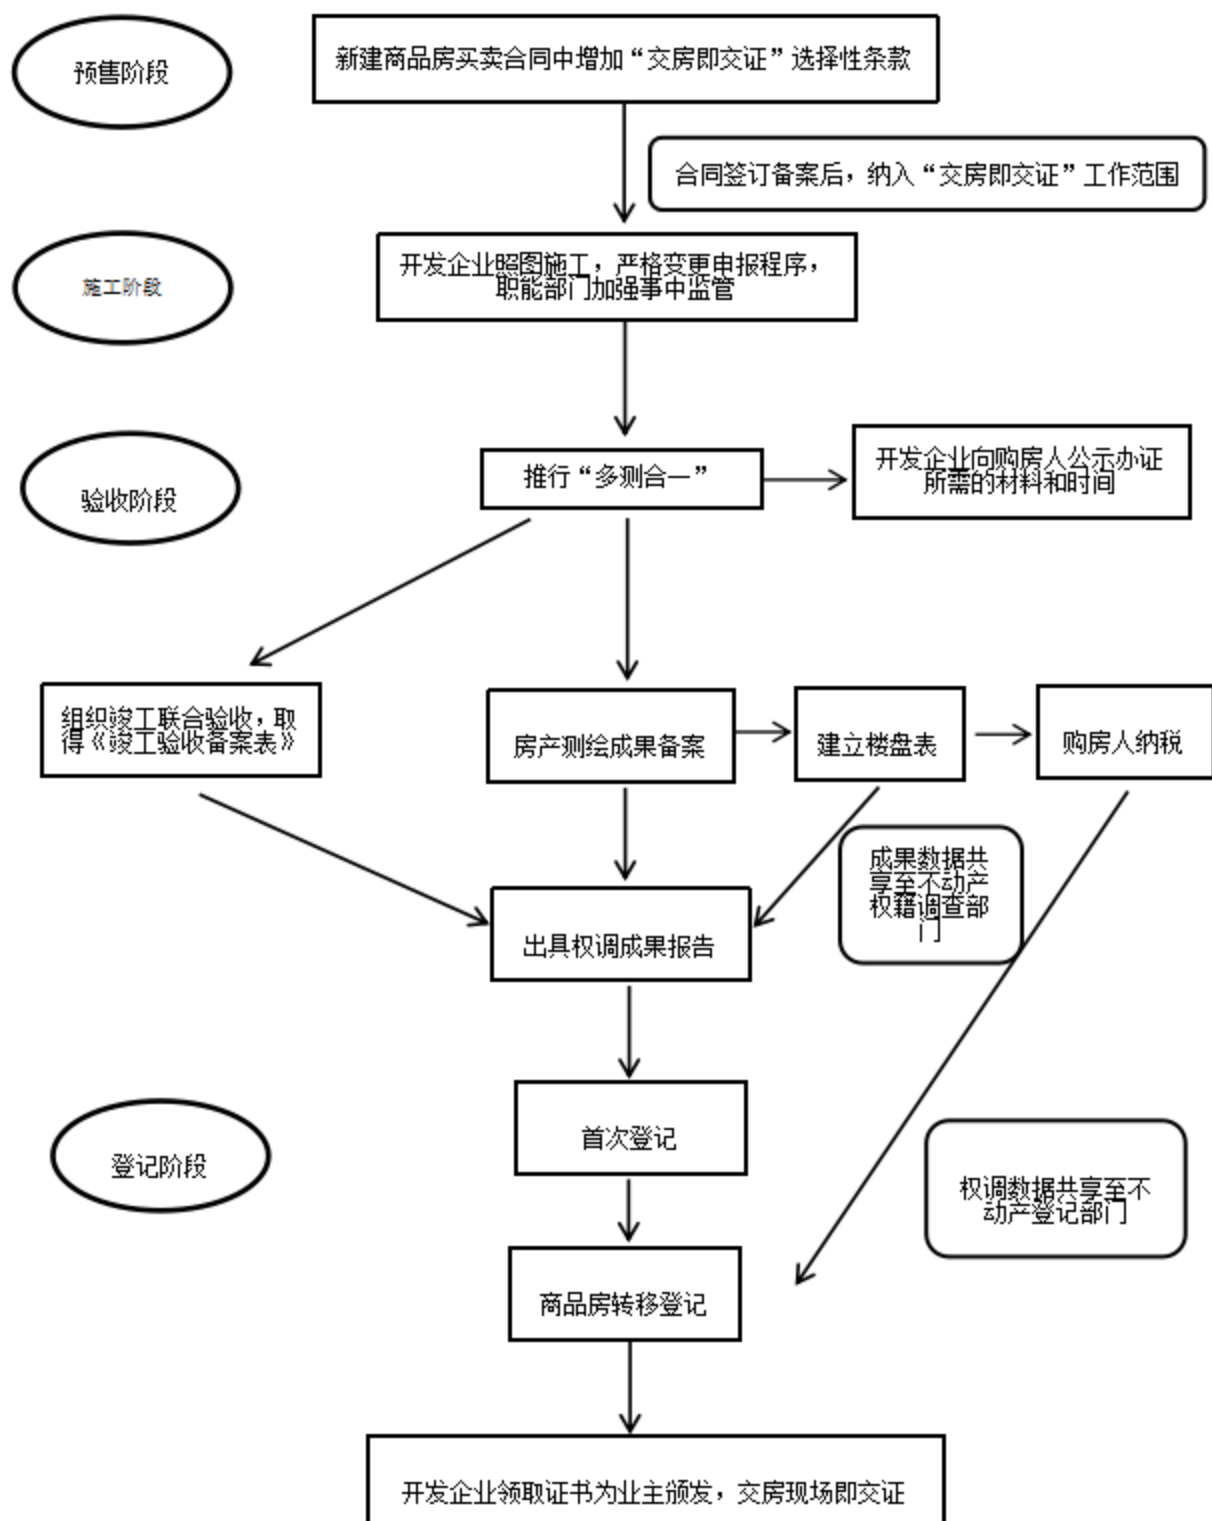 预售阶段
新建商品房买卖合同中增加“交房即交证”选择性条款
合同签订备案后，纳入“交房即交证”工作范围
施工阶段
开发企业照图施工，严格变更申报程序，
职能部门加强事中监管
验收阶段
推行“多测合一”
开发企业向购房人公示办证
所需的材料和时间
组织竣工联合验收，取
得《竣工验收备案表》
房产测绘成果备案
建立楼盘表
购房人纳税
成果数据共
享至不动产
权籍调查部
门
出具权调成果报告
登记阶段
首次登记
权调数据共享至不
动产登记部门
商品房转移登记
开发企业领取证书为业主颁发，交房现场即交证